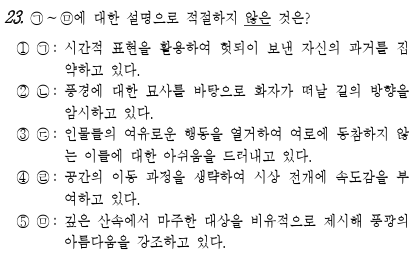 23. ㉠～㉤에 대한 설명으로 적절하지 않은 것은?
① ㉠: 시간적 표현을 활용하여 헛되이 보낸 자신의 과거를 집
약하고 있다.
② ㉡: 풍경에 대한 묘사를 바탕으로 화자가 떠날 길의 방향을
암시하고 있다.
③ ㉢: 인물들의 여유로운 행동을 열거하여 여로에 동참하지 않
는 이들에 대한 아쉬움을 드러내고 있다.
④ ㉣: 공간의 이동 과정을 생략하여 시상 전개에 속도감을 부
여하고 있다.
⑤ ㉤: 깊은 산속에서 마주한 대상을 비유적으로 제시해 풍광의
아름다움을 강조하고 있다.